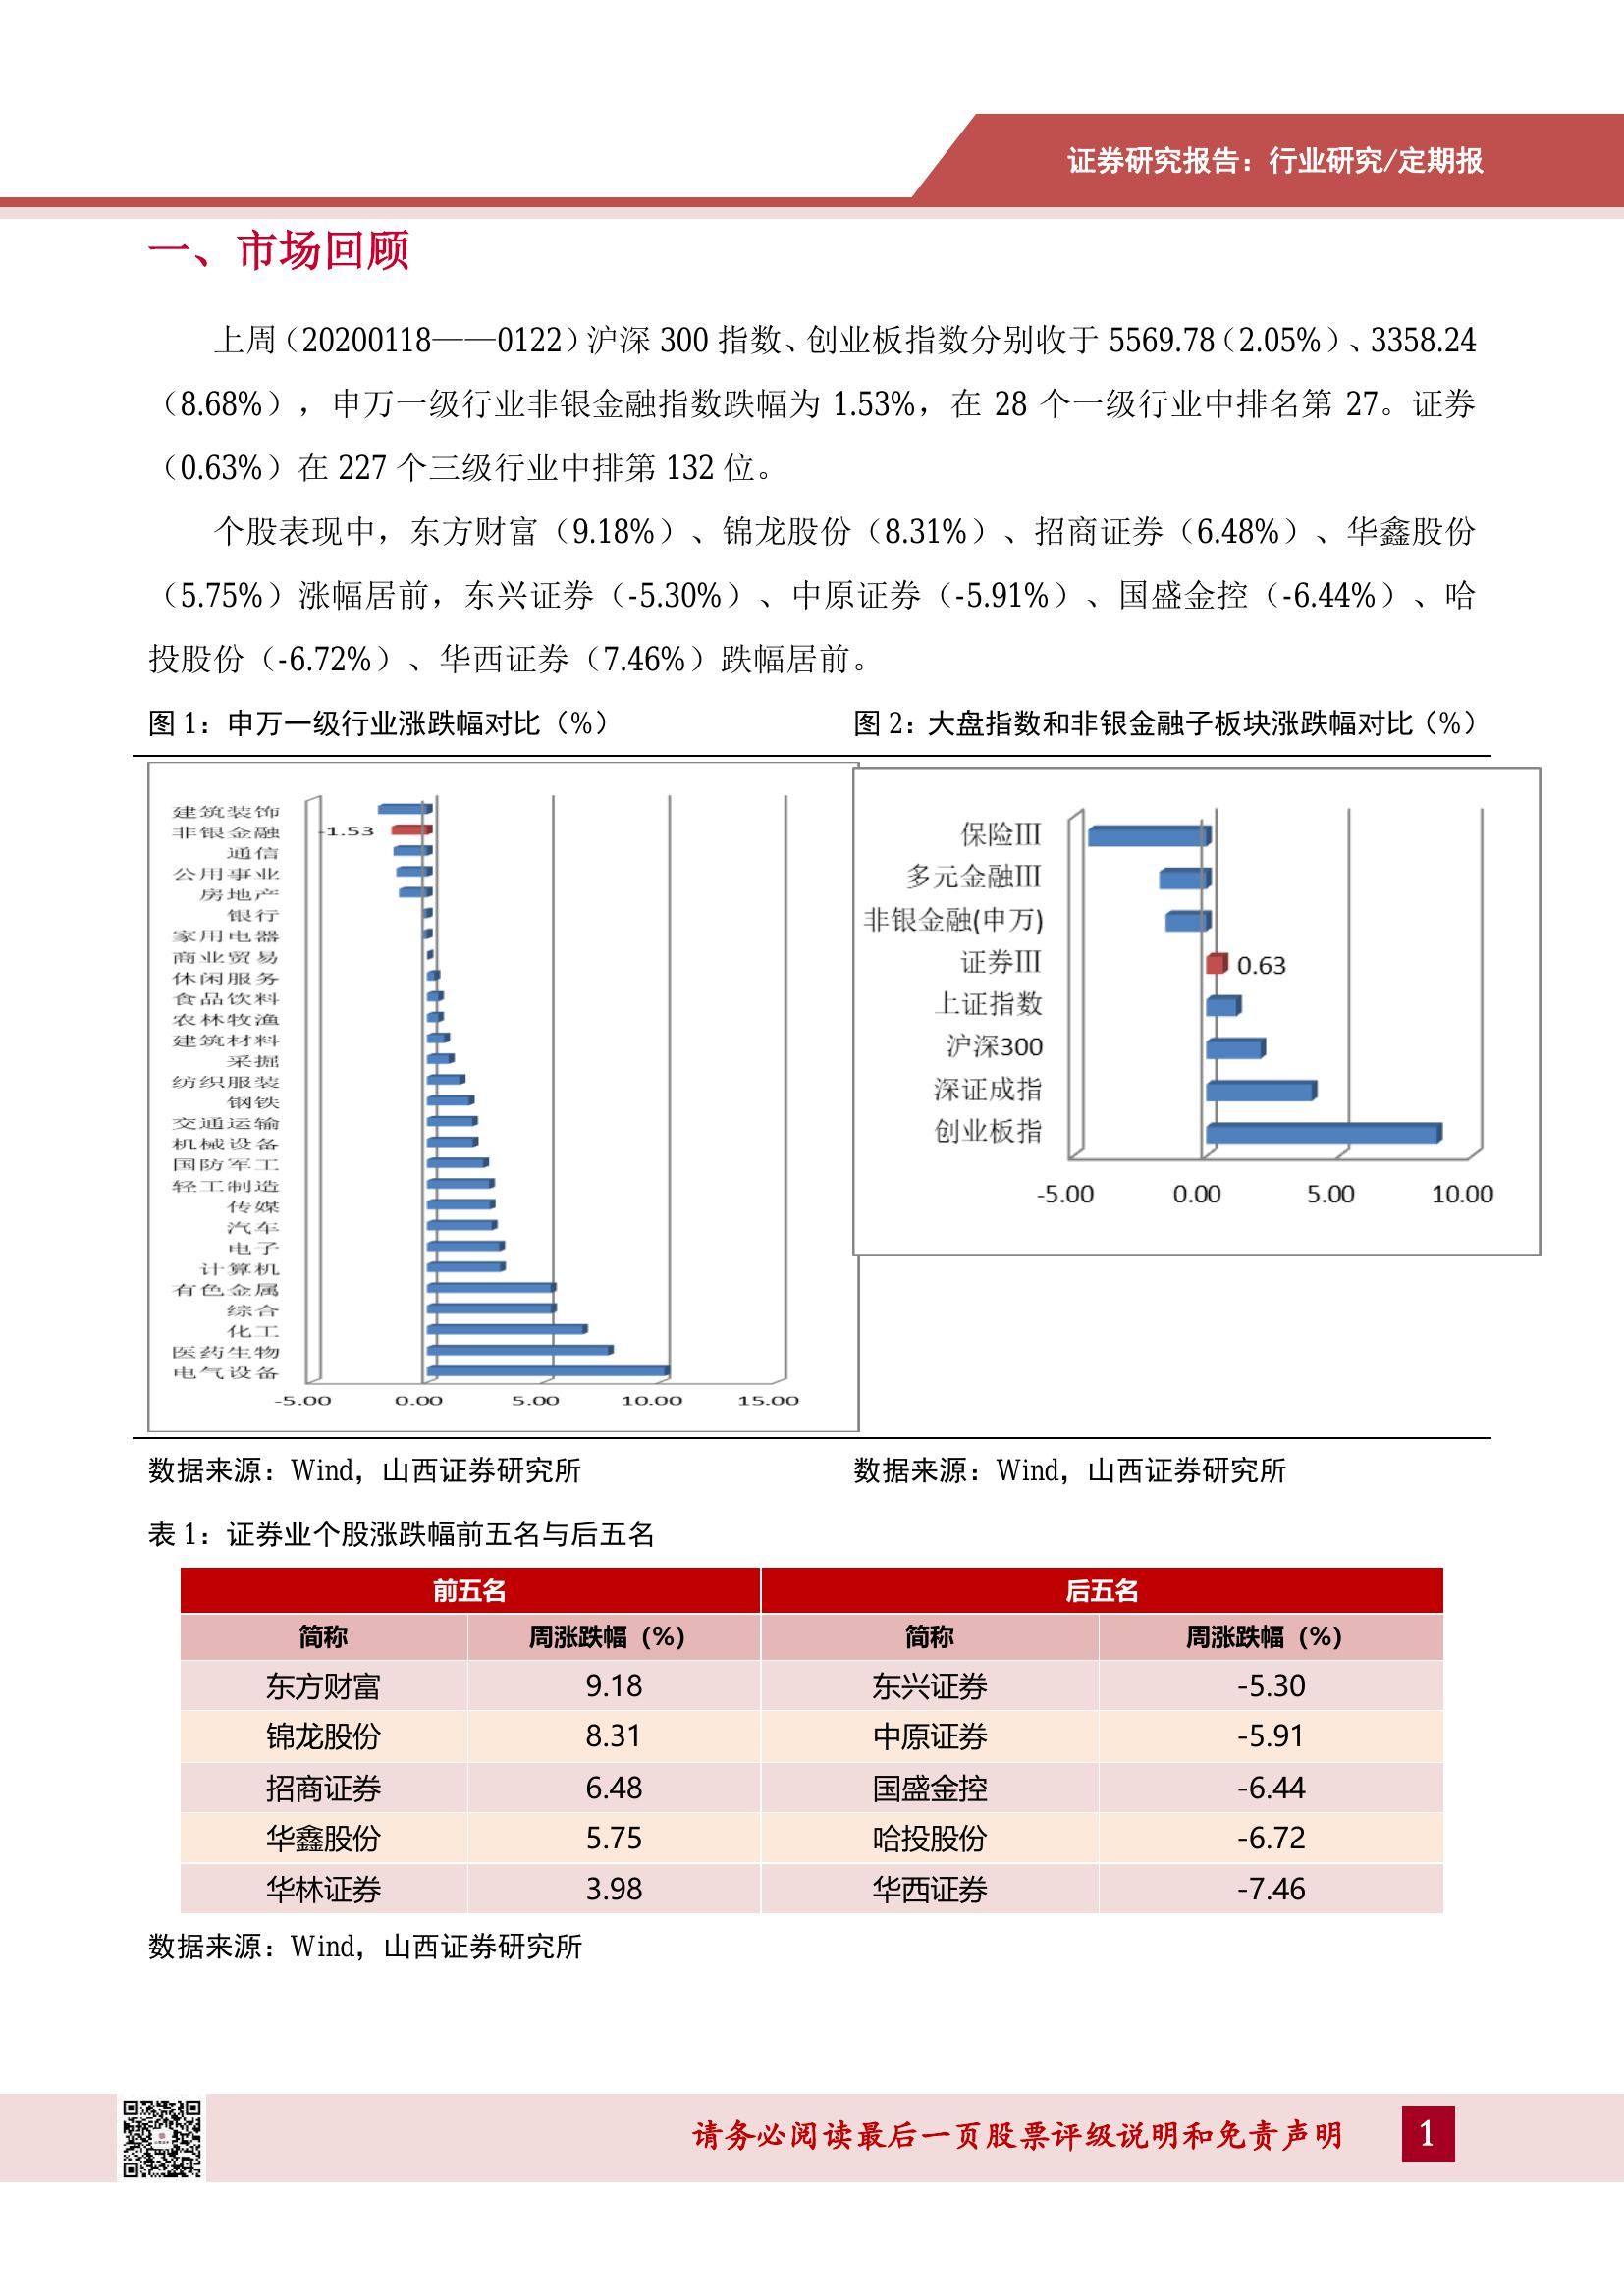 证券研究报告：行业研究/定期报
一、市场回顾
上周（20200118——0122）沪深 300 指数、创业板指数分别收于 5569.78（2.05%）、3358.24
（8.68%），申万一级行业非银金融指数跌幅为 1.53%，在 28 个一级行业中排名第 27。证券
（0.63%）在 227 个三级行业中排第 132 位。
个股表现中，东方财富（9.18%）、锦龙股份（8.31%）、招商证券（6.48%）、华鑫股份
（5.75%）涨幅居前，东兴证券（-5.30%）、中原证券（-5.91%）、国盛金控（-6.44%）、哈
投股份（-6.72%）、华西证券（7.46%）跌幅居前。
图 1：申万一级行业涨跌幅对比（%）
建筑装饰
非银金融 -1.53
通信
公用事业
房地产
银行
家用电器
商业贸易
休闲服务
食品饮料
农林牧渔
建筑材料
采掘
纺织服装
钢铁
交通运输
机械设备
国防军工
轻工制造
传媒
汽车
电子
计算机
有色金属
综合
化工
医药生物
电气设备
-5.00 0.00 5.00 10.00 15.00
数据来源：Wind，山西证券研究所
图 2：大盘指数和非银金融子板块涨跌幅对比（%）
保险III
多元金融III
非银金融(申万)
证券III 0.63
上证指数
沪深300
深证成指
创业板指
-5.00 0.00 5.00 10.00
数据来源：Wind，山西证券研究所
表 1：证券业个股涨跌幅前五名与后五名
前五名 后五名
简称 周涨跌幅（%） 简称 周涨跌幅（%）
东方财富 9.18 东兴证券 -5.30
锦龙股份 8.31 中原证券 -5.91
招商证券 6.48 国盛金控 -6.44
华鑫股份 5.75 哈投股份 -6.72
华林证券 3.98 华西证券 -7.46
数据来源：Wind，山西证券研究所
请务必阅读最后一页股票评级说明和免责声明 1